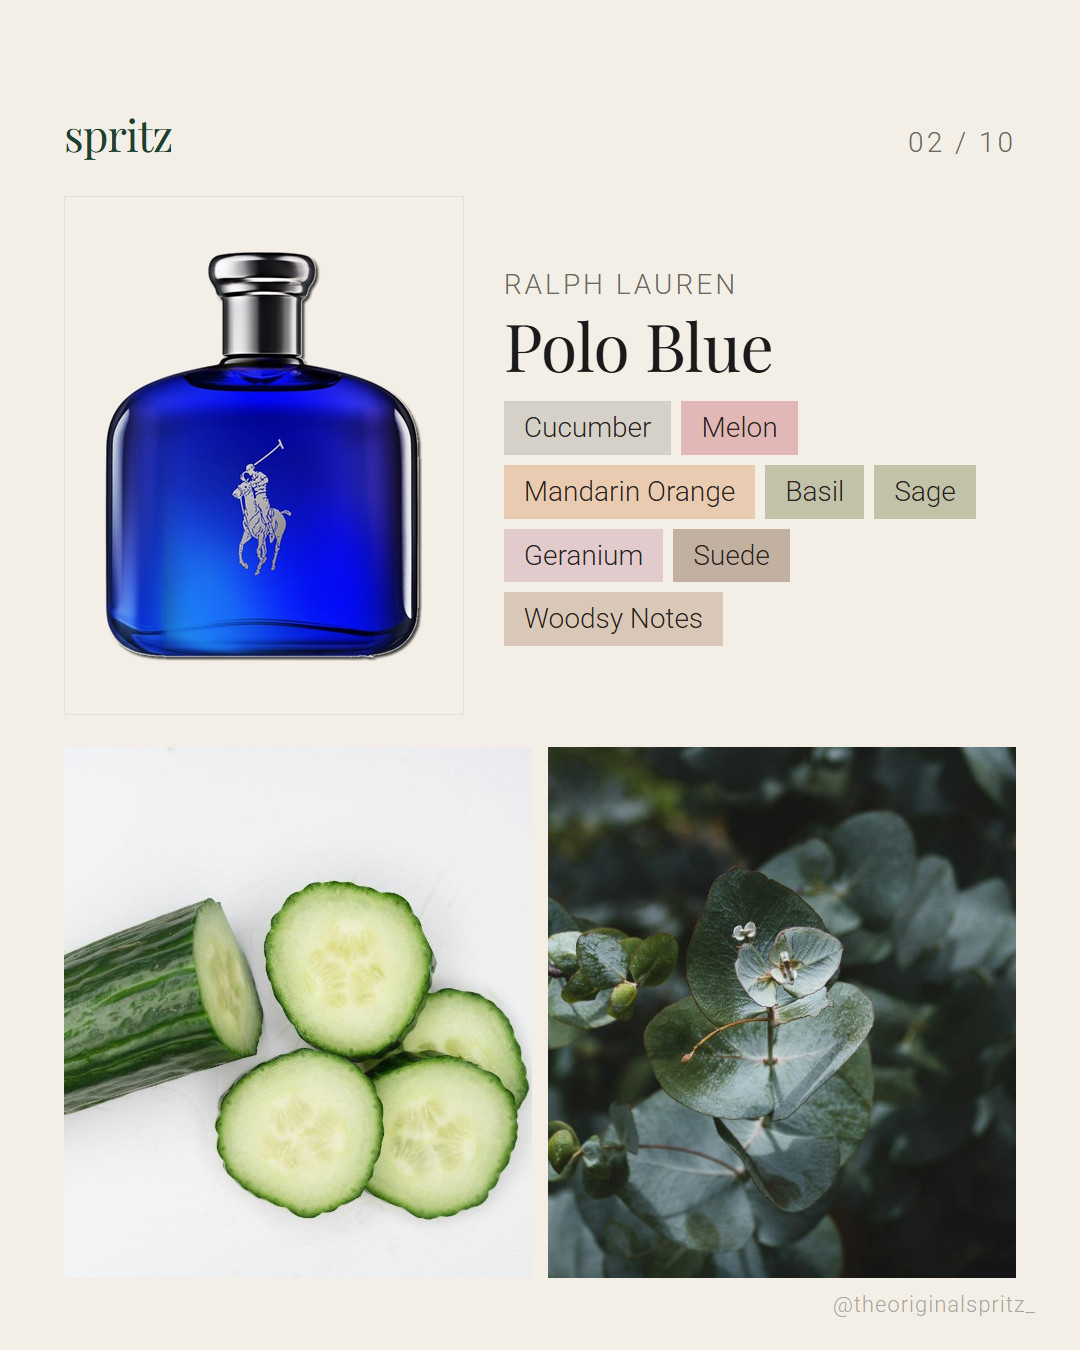 spritz
02 / 10
RALPH LAUREN
Polo Blue
Cucumber Melon
Mandarin Orange Basil Sage
Geranium Suede
Woodsy Notes
@theoriginalspritz_